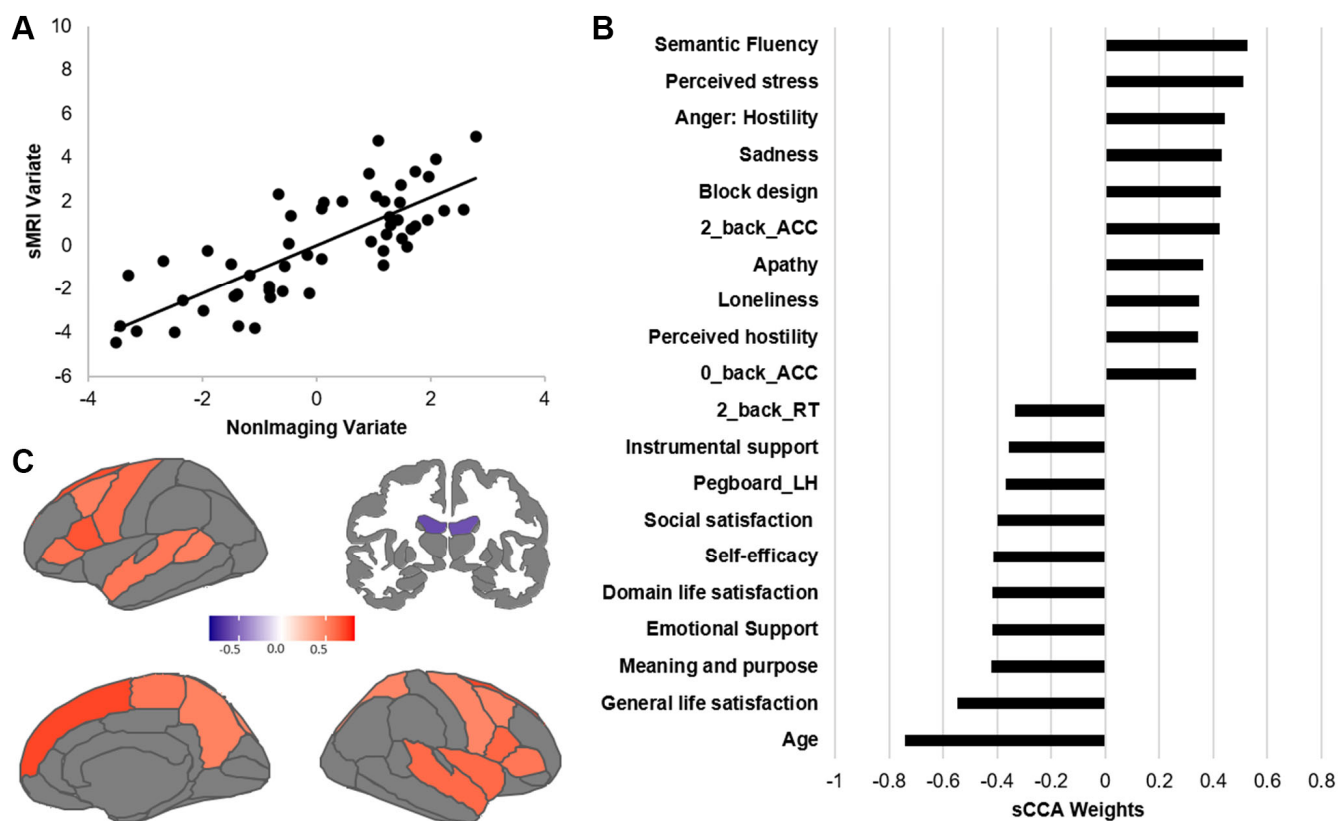 A
10
8
6
4
2
0
-2
-4
-6
sMRI Variate
-4 -2 0 2 4
NonImaging Variate
B
Semantic Fluency
Perceived stress
Anger: Hostility
Sadness
Block design
2_back_ACC
Apathy
Loneliness
Perceived hostility
0_back_ACC
2_back_RT
Instrumental support
Pegboard_LH
Social satisfaction
Self-efficacy
Domain life satisfaction
Emotional Support
Meaning and purpose
General life satisfaction
Age
-1 -0.8 -0.6 -0.4 -0.2 0 0.2 0.4 0.6 0.8
sCCA Weights
C
-0.5 0.0 0.5